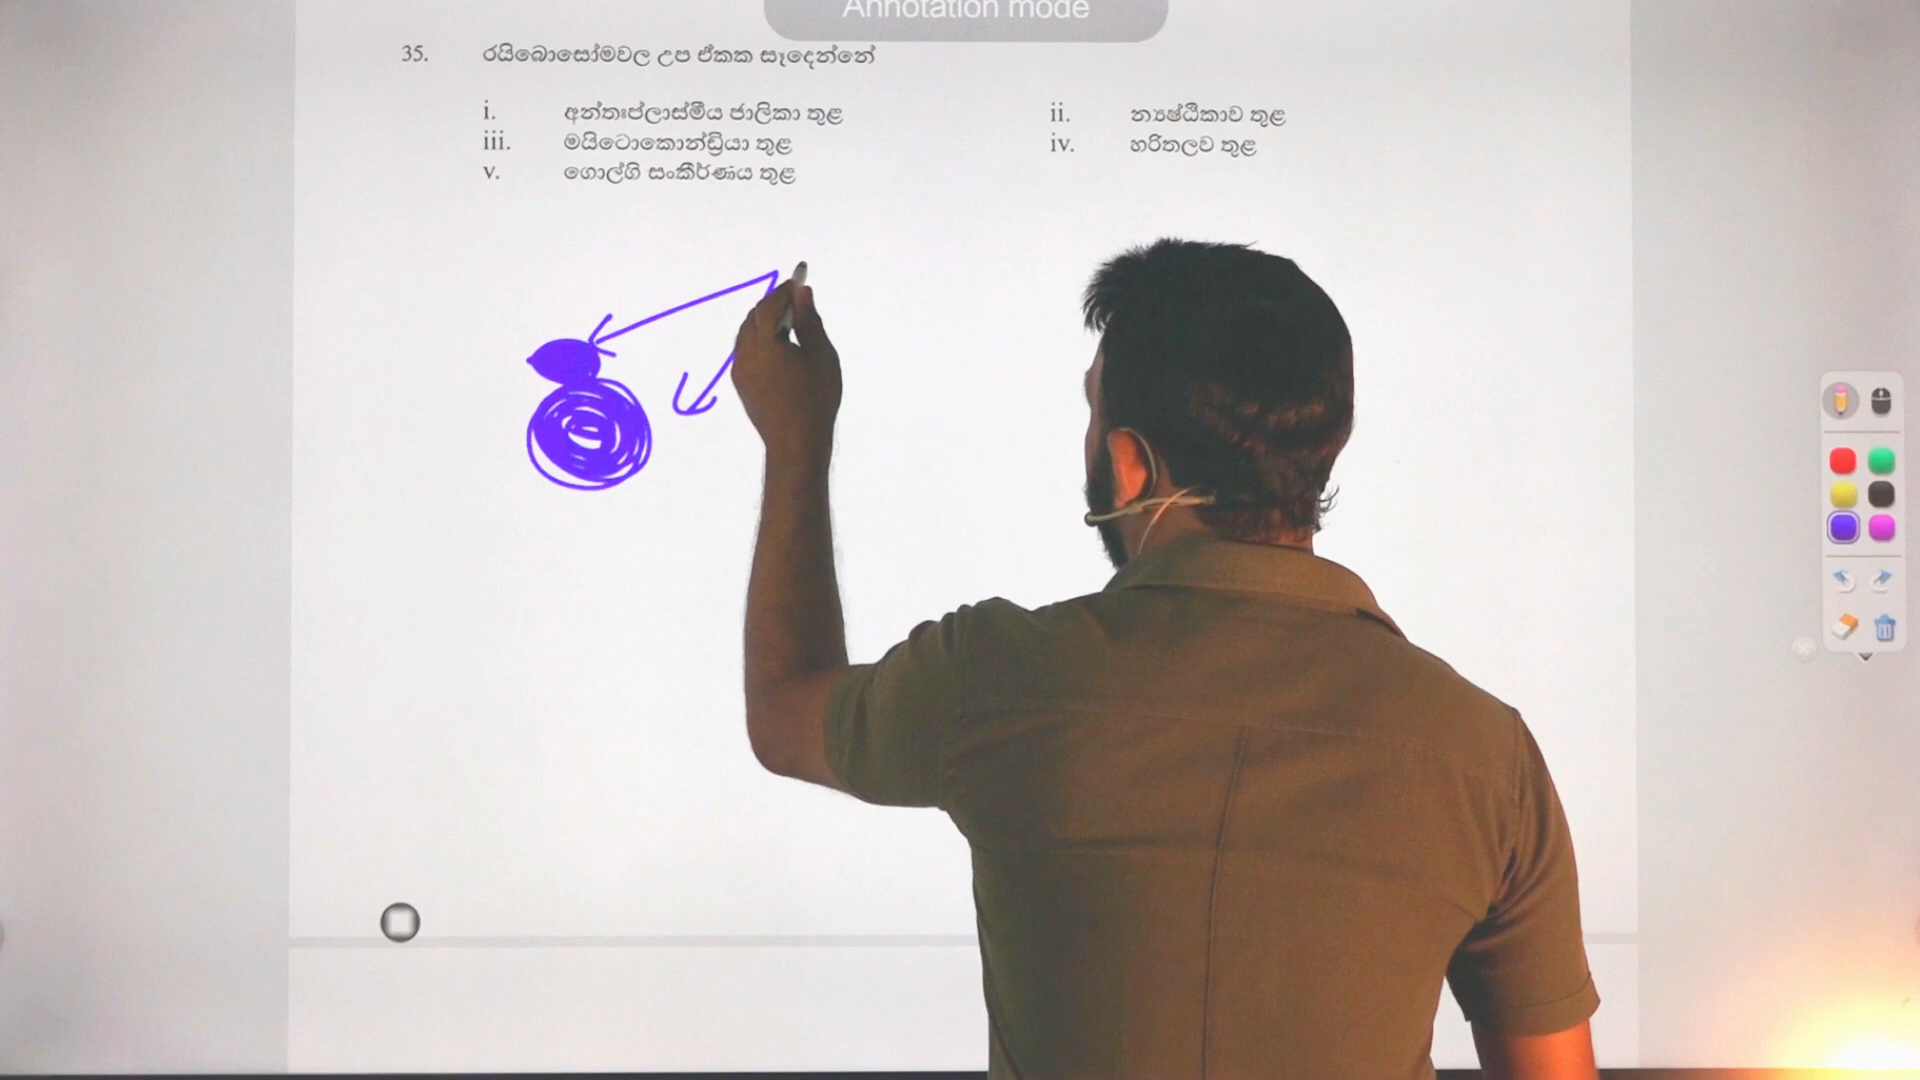 Annotation mode
35. රයිබොසෝමවල උප ඒකක සෑදෙන්නේ
i. අන්තඃප්ලාස්මීය ජාලිකා තුළ ii. න්‍යෂ්ඨිකාව තුළ
iii. මයිටොකොන්ඩ්‍රියා තුළ iv. හරිතලව තුළ
v. ගොල්ගි සංකීර්ණය තුළ